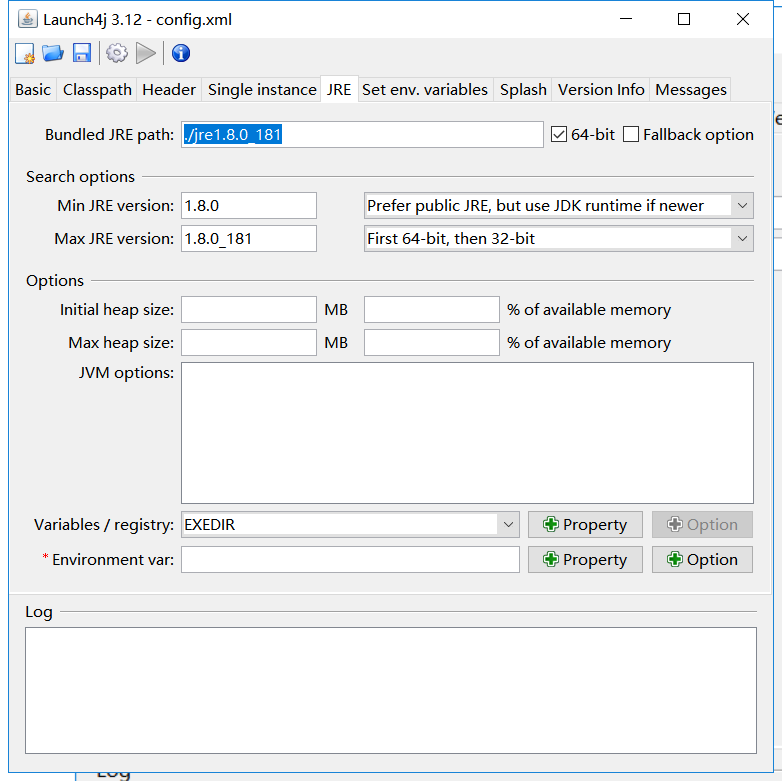 Launch4j 3.12 - config.xml
Basic Classpath Header Single instance JRE Set env. variables Splash Version Info Messages
Bundled JRE path: ./jre1.8.0_181 64-bit Fallback option
Search options
Min JRE version: 1.8.0 Prefer public JRE, but use JDK runtime if newer
Max JRE version: 1.8.0_181 First 64-bit, then 32-bit
Options
Initial heap size: MB % of available memory
Max heap size: MB % of available memory
JVM options:
Variables / registry: EXEDIR Property Option
* Environment var: Property Option
Log
Log